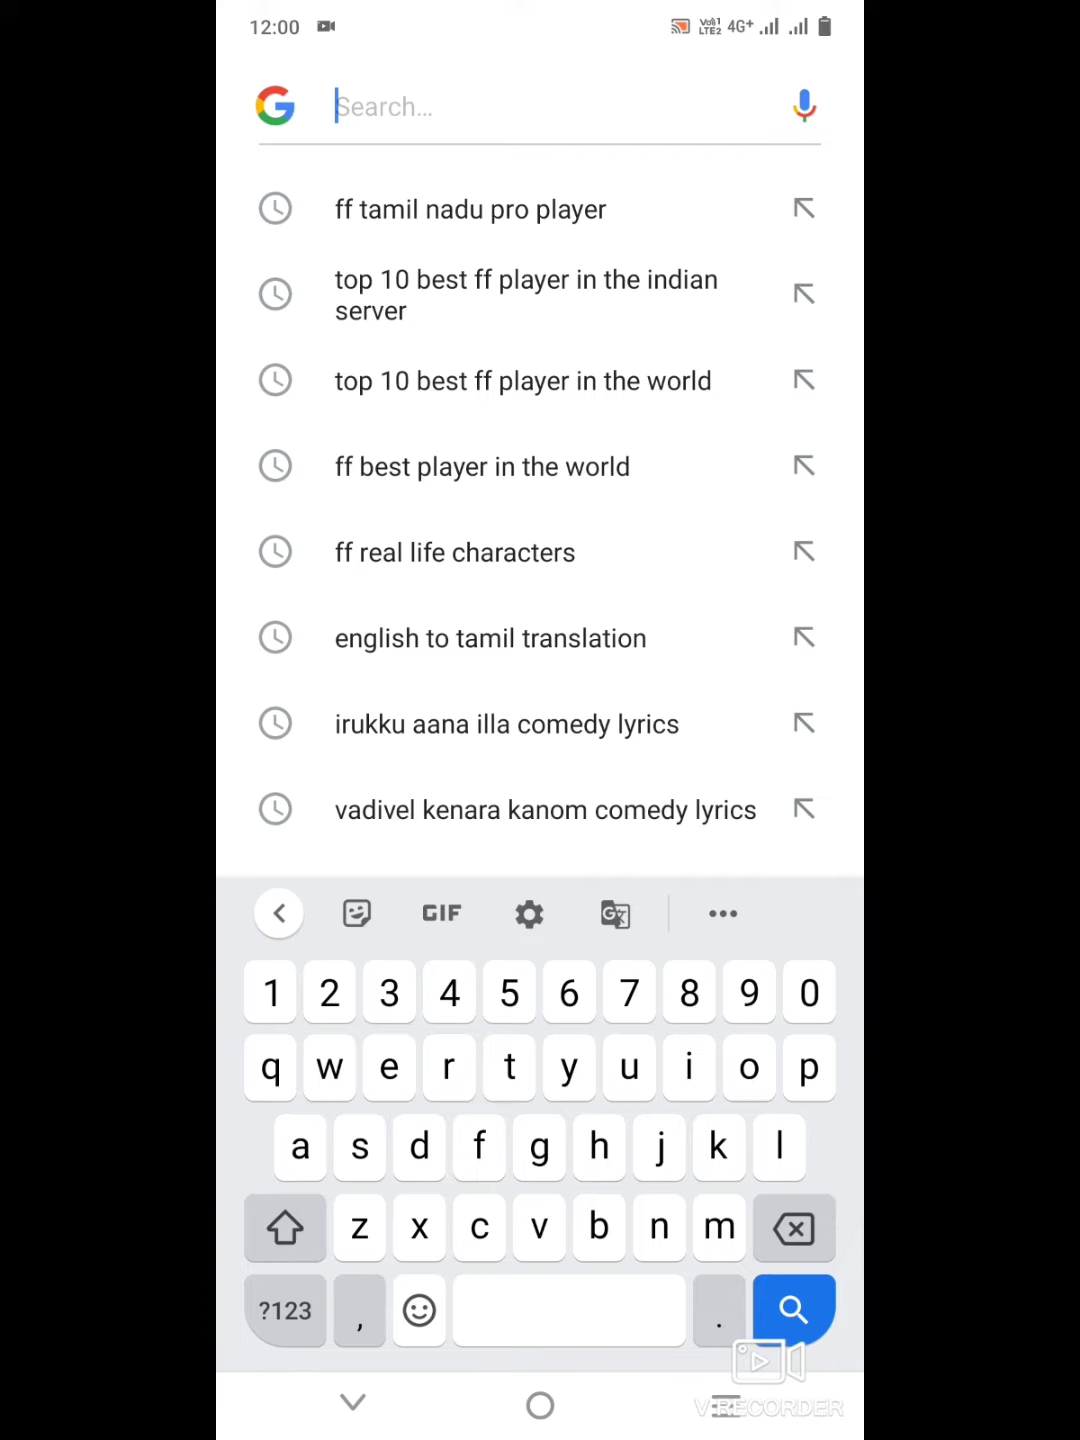 12:00
VoI) 1 LTE2 4G+
Search...
ff tamil nadu pro player
top 10 best ff player in the indian
server
top 10 best ff player in the world
ff best player in the world
ff real life characters
english to tamil translation
irukku aana illa comedy lyrics
vadivel kenara kanom comedy lyrics
GIF
1 2 3 4 5 6 7 8 9 0
q w e r t y u i o p
a s d f g h j k l
z x c v b n m
?123 , .
V RECORDER